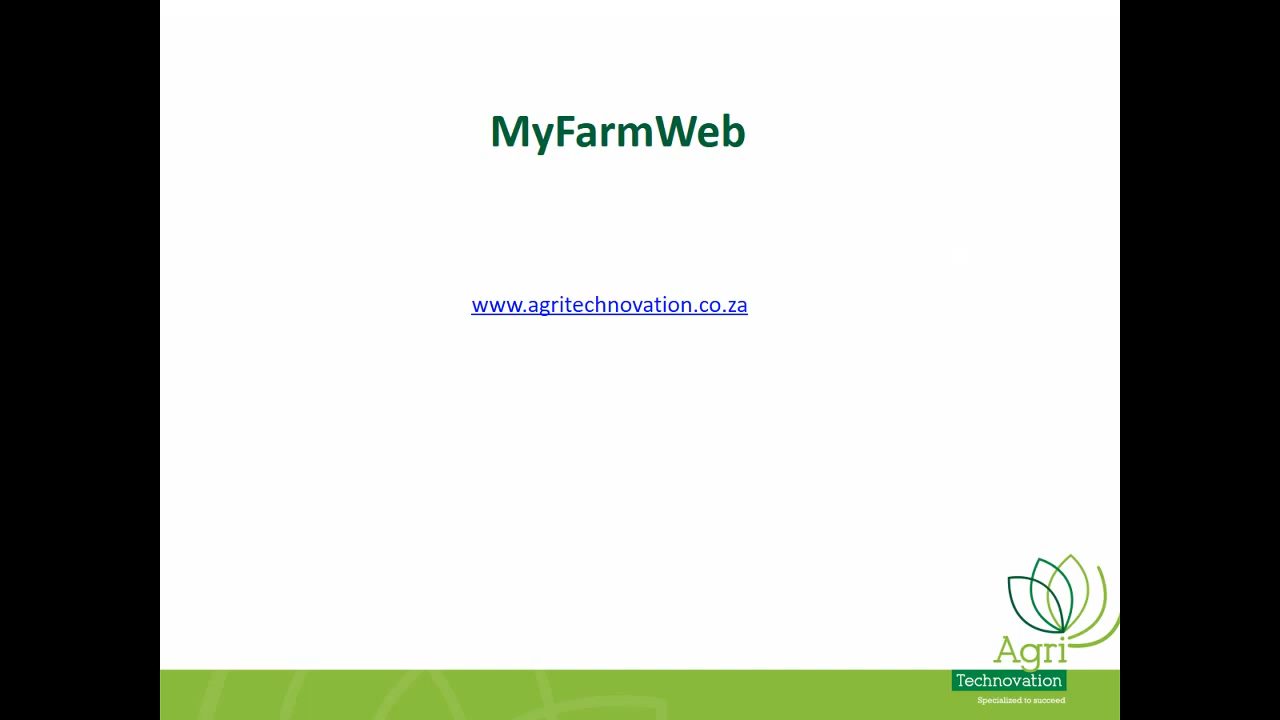 MyFarmWeb
www.agritechnovation.co.za
Agri
Technovation
Specialized to succeed